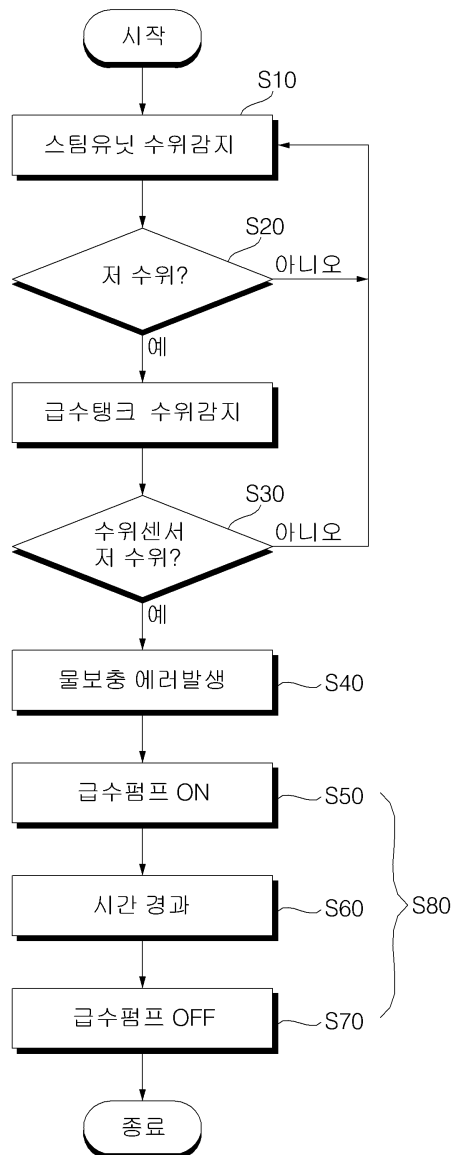 시작
S10
스팀유닛 수위감지
S20
저 수위?
아니오
예
급수탱크 수위감지
S30
수위센서
저 수위?
아니오
예
물보충 에러발생
S40
급수펌프 ON
S50
시간 경과
S60
S80
급수펌프 OFF
S70
종료